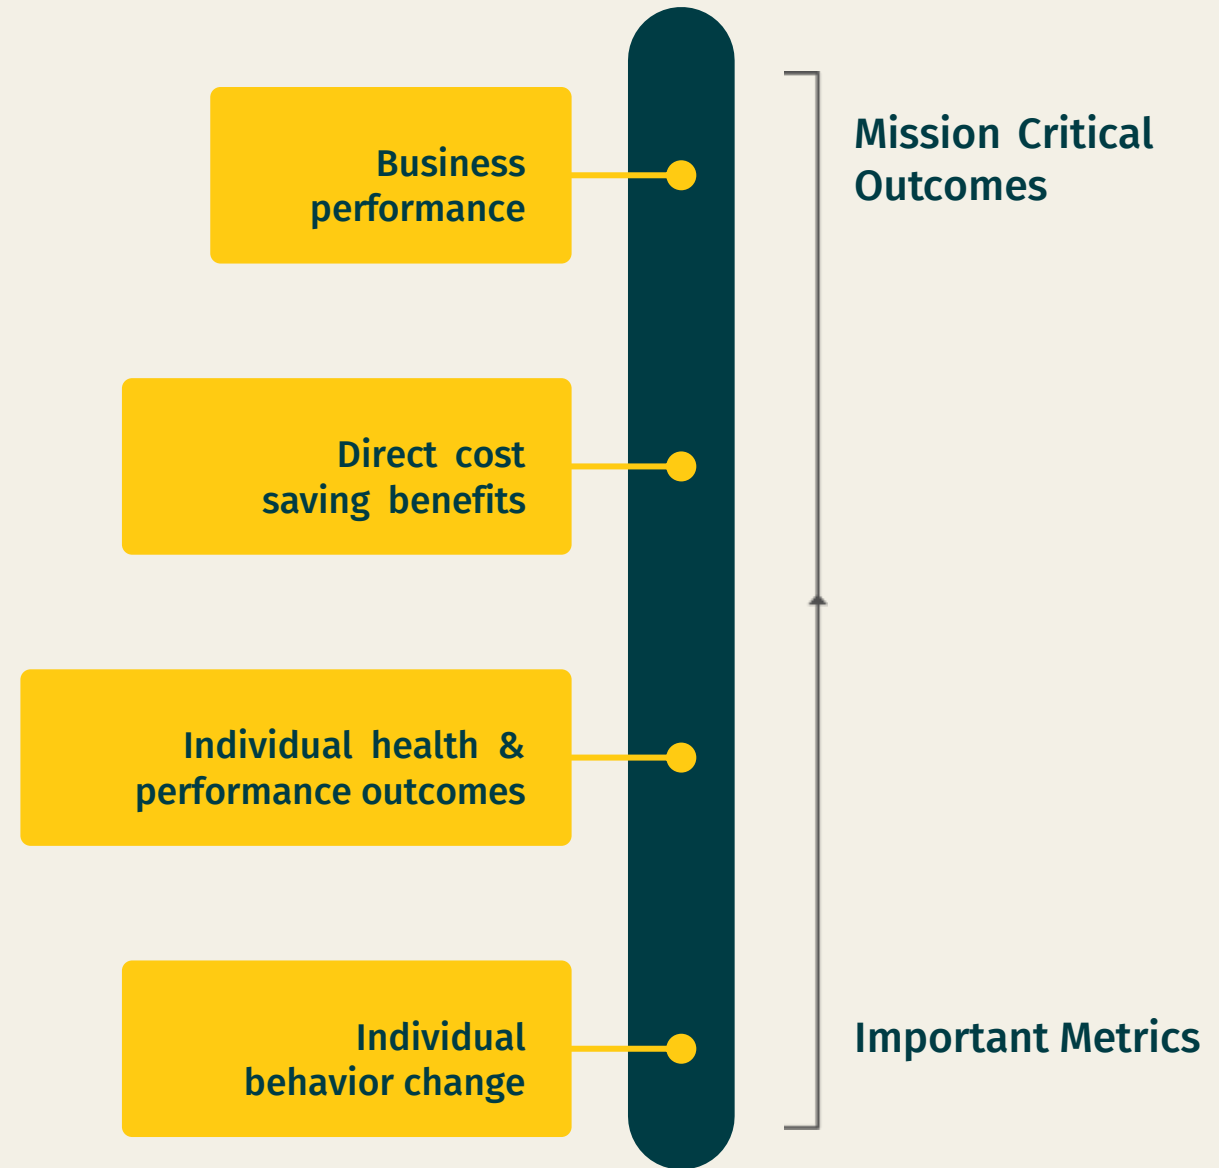 Business
performance
Mission Critical
Outcomes
Direct cost
saving benefits
Individual health &
performance outcomes
Individual
behavior change
Important Metrics